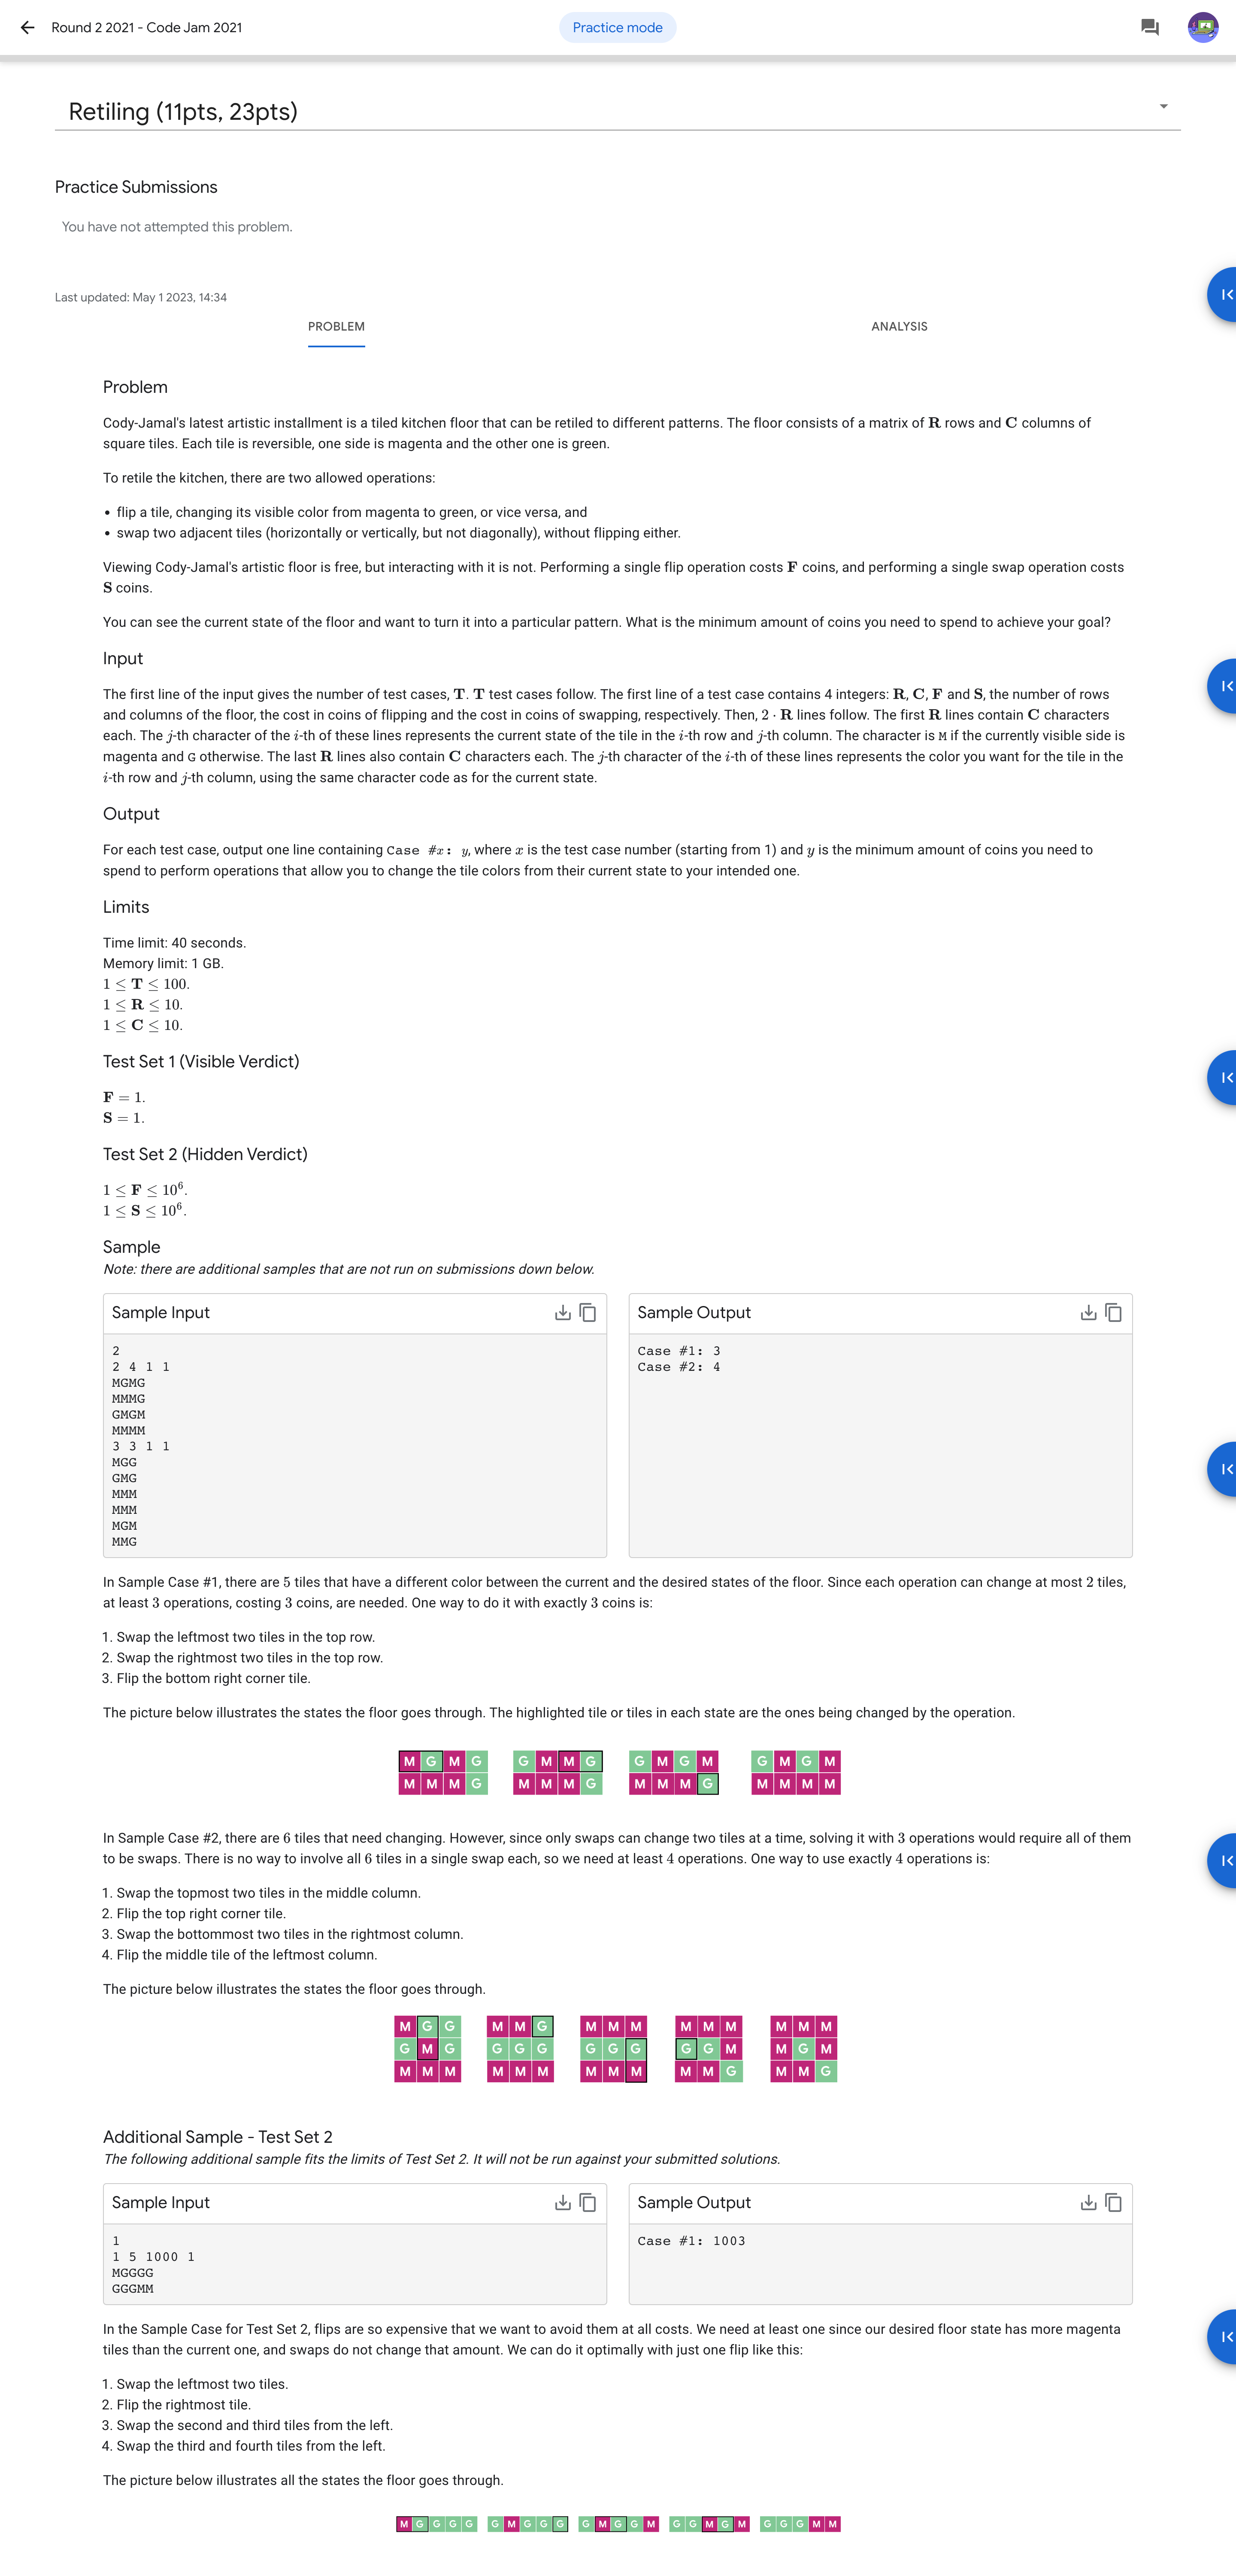 Round 2 2021 - Code Jam 2021
Practice mode
Retiling (11pts, 23pts)
Practice Submissions
You have not attempted this problem.
Last updated: May 1 2023, 14:34
PROBLEM
ANALYSIS
Problem
Cody-Jamal's latest artistic installment is a tiled kitchen floor that can be retiled to different patterns. The floor consists of a matrix of R rows and C columns of
square tiles. Each tile is reversible, one side is magenta and the other one is green.
To retile the kitchen, there are two allowed operations:
• flip a tile, changing its visible color from magenta to green, or vice versa, and
• swap two adjacent tiles (horizontally or vertically, but not diagonally), without flipping either.
Viewing Cody-Jamal's artistic floor is free, but interacting with it is not. Performing a single flip operation costs F coins, and performing a single swap operation costs
S coins.
You can see the current state of the floor and want to turn it into a particular pattern. What is the minimum amount of coins you need to spend to achieve your goal?
Input
The first line of the input gives the number of test cases, T. T test cases follow. The first line of a test case contains 4 integers: R, C, F and S, the number of rows
and columns of the floor, the cost in coins of flipping and the cost in coins of swapping, respectively. Then, 2 · R lines follow. The first R lines contain C characters
each. The j-th character of the i-th of these lines represents the current state of the tile in the i-th row and j-th column. The character is M if the currently visible side is
magenta and G otherwise. The last R lines also contain C characters each. The j-th character of the i-th of these lines represents the color you want for the tile in the
i-th row and j-th column, using the same character code as for the current state.
Output
For each test case, output one line containing Case #x: y, where x is the test case number (starting from 1) and y is the minimum amount of coins you need to
spend to perform operations that allow you to change the tile colors from their current state to your intended one.
Limits
Time limit: 40 seconds.
Memory limit: 1 GB.
1 ≤ T ≤ 100.
1 ≤ R ≤ 10.
1 ≤ C ≤ 10.
Test Set 1 (Visible Verdict)
F = 1.
S = 1.
Test Set 2 (Hidden Verdict)
1 ≤ F ≤ 10⁶.
1 ≤ S ≤ 10⁶.
Sample
Note: there are additional samples that are not run on submissions down below.
Sample Input
2
2 4 1 1
MGMG
MMMG
GMGM
MMMM
3 3 1 1
MGG
GMG
MMM
MMM
MGM
MMG
Sample Output
Case #1: 3
Case #2: 4
In Sample Case #1, there are 5 tiles that have a different color between the current and the desired states of the floor. Since each operation can change at most 2 tiles,
at least 3 operations, costing 3 coins, are needed. One way to do it with exactly 3 coins is:
1. Swap the leftmost two tiles in the top row.
2. Swap the rightmost two tiles in the top row.
3. Flip the bottom right corner tile.
The picture below illustrates the states the floor goes through. The highlighted tile or tiles in each state are the ones being changed by the operation.
M G M G G M M G G M G M G M G M
M M M G M M M G M M M G M M M M
In Sample Case #2, there are 6 tiles that need changing. However, since only swaps can change two tiles at a time, solving it with 3 operations would require all of them
to be swaps. There is no way to involve all 6 tiles in a single swap each, so we need at least 4 operations. One way to use exactly 4 operations is:
1. Swap the topmost two tiles in the middle column.
2. Flip the top right corner tile.
3. Swap the bottommost two tiles in the rightmost column.
4. Flip the middle tile of the leftmost column.
The picture below illustrates the states the floor goes through.
M G G M M G M M M M M M M M M
G M G G G G G G G G G M M G M
M M M M M M M M M M M G M M G
Additional Sample - Test Set 2
The following additional sample fits the limits of Test Set 2. It will not be run against your submitted solutions.
Sample Input
1
1 5 1000 1
MGGGG
GGGMM
Sample Output
Case #1: 1003
In the Sample Case for Test Set 2, flips are so expensive that we want to avoid them at all costs. We need at least one since our desired floor state has more magenta
tiles than the current one, and swaps do not change that amount. We can do it optimally with just one flip like this:
1. Swap the leftmost two tiles.
2. Flip the rightmost tile.
3. Swap the second and third tiles from the left.
4. Swap the third and fourth tiles from the left.
The picture below illustrates all the states the floor goes through.
M G G G G G M G G G G M G G M G G M G M G G G M M